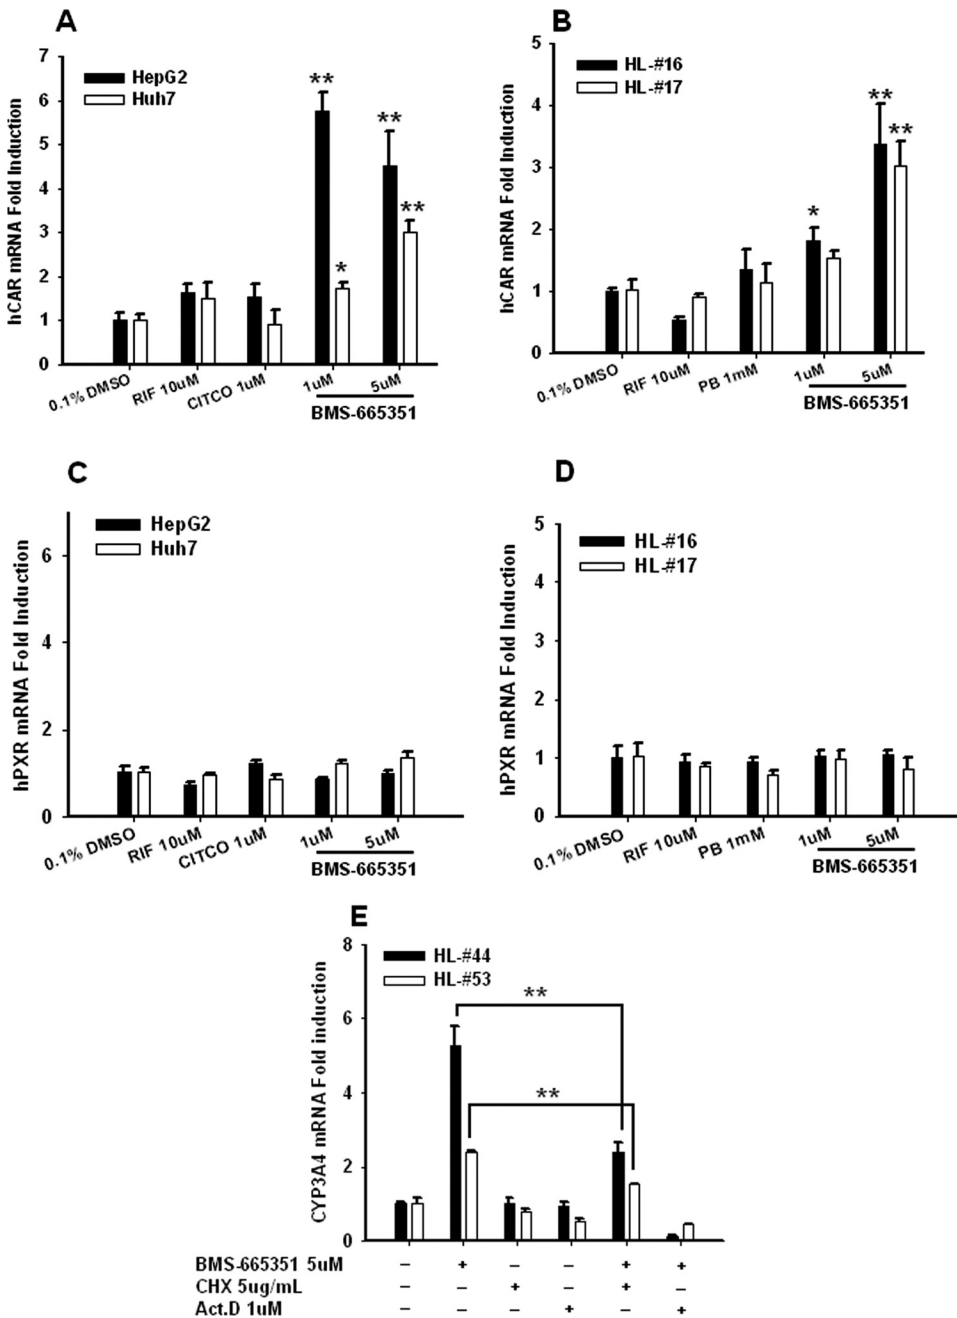 A
hCAR mRNA Fold Induction
7
6
5
4
3
2
1
0
HepG2
Huh7
**
**
*
**
0.1% DMSO
RIF 10uM
CITCO 1uM
1uM
5uM
BMS-665351
B
hCAR mRNA Fold Induction
5
4
3
2
1
0
HL-#16
HL-#17
*
**
**
0.1% DMSO
RIF 10uM
PB 1mM
1uM
5uM
BMS-665351
C
hPXR mRNA Fold Induction
6
4
2
0
HepG2
Huh7
0.1% DMSO
RIF 10uM
CITCO 1uM
1uM
5uM
BMS-665351
D
hPXR mRNA Fold Induction
5
4
3
2
1
0
HL-#16
HL-#17
0.1% DMSO
RIF 10uM
PB 1mM
1uM
5uM
BMS-665351
E
CYP3A4 mRNA Fold induction
8
6
4
2
0
HL-#44
HL-#53
**
**
BMS-665351 5uM – + – – + +
CHX 5ug/mL – – + – + –
Act.D 1uM – – – + – +